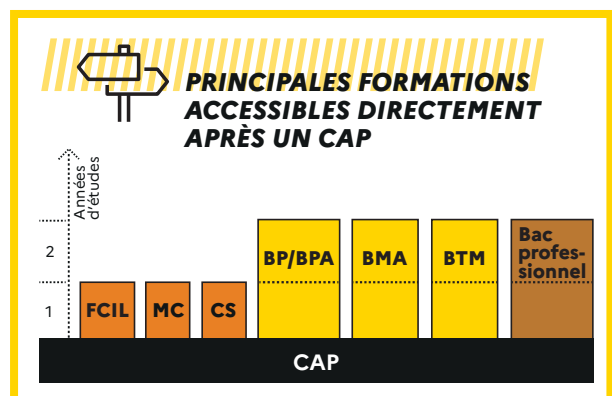 PRINCIPALES FORMATIONS
ACCESSIBLES DIRECTEMENT
APRÈS UN CAP
Années
d'études
2
1
FCIL
MC
CS
BP/BPA
BMA
BTM
Bac
profes-
sionnel
CAP